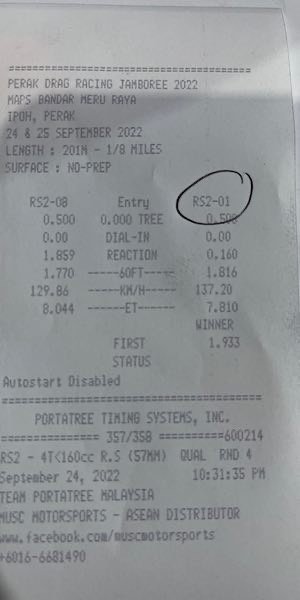 ================================
PERAK DRAG RACING JAMBOREE 2022
MAPS BANDAR MERU RAYA
IPOH, PERAK
24 & 25 SEPTEMBER 2022
LENGTH : 201M - 1/8 MILES
SURFACE : NO-PREP
RS2-08 Entry RS2-01
0.500 0.000 TREE 0.500
0.00 DIAL-IN 0.00
1.859 REACTION 0.160
1.770 ------60FT------ 1.816
129.86 ------KM/H------ 137.20
8.044 -------ET------- 7.810
WINNER
FIRST 1.933
STATUS
Autostart Disabled
================================
PORTATREE TIMING SYSTEMS, INC.
============= 357/358 ==========600214
RS2 - 4T<160cc R.S (57MM) QUAL RND 4
September 24, 2022 10:31:35 PM
TEAM PORTATREE MALAYSIA
MUSC MOTORSPORTS - ASEAN DISTRIBUTOR
www.facebook.com/muscmotorsports
+6016-6681490